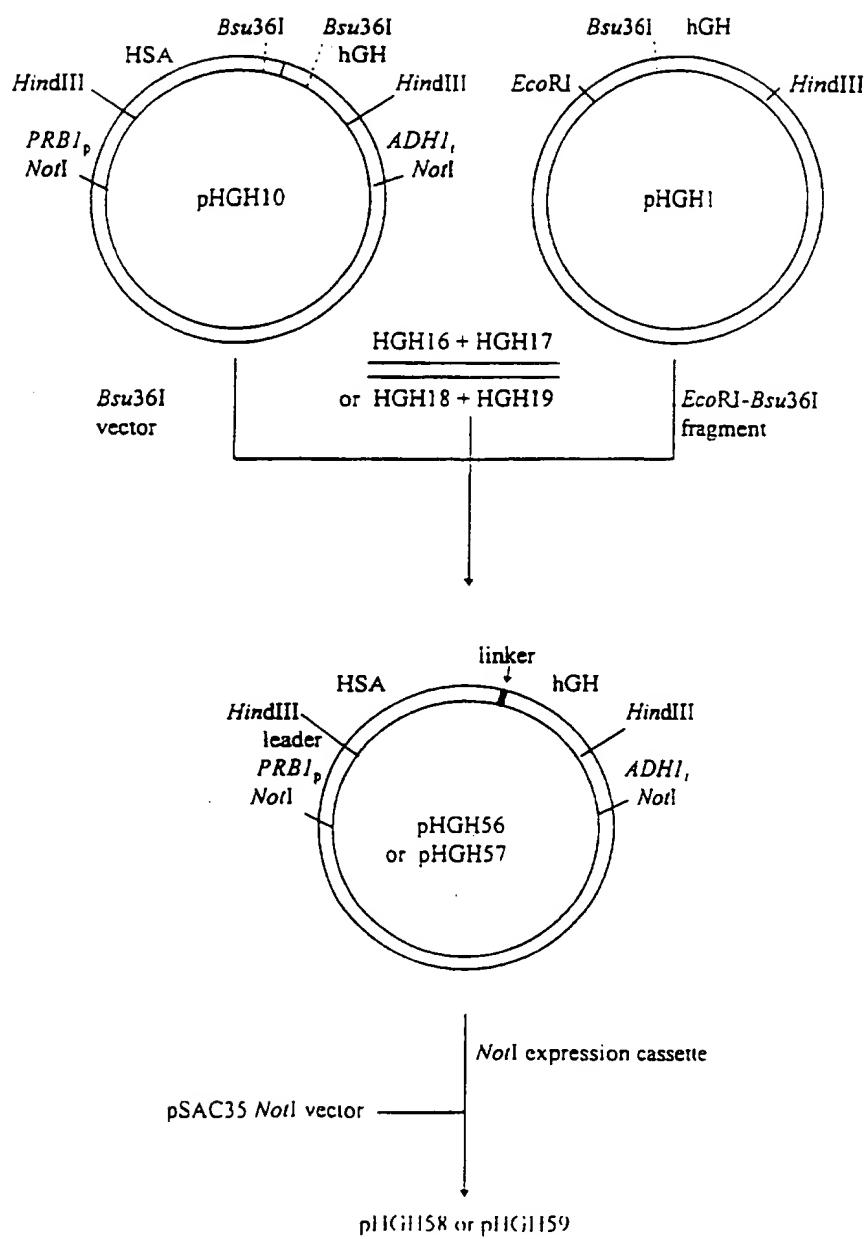 Bsu36I
Bsu36I
HSA
hGH
HindIII
HindIII
PRB1p
ADH1t
NotI
NotI
pHGH10
Bsu36I
hGH
EcoRI
HindIII
pHGH1
HGH16 + HGH17
or HGH18 + HGH19
Bsu36I
vector
EcoRI-Bsu36I
fragment
linker
HSA
hGH
HindIII
HindIII
leader
PRB1p
ADH1t
NotI
NotI
pHGH56
or pHGH57
NotI expression cassette
pSAC35 NotI vector
pHGH58 or pHGH59